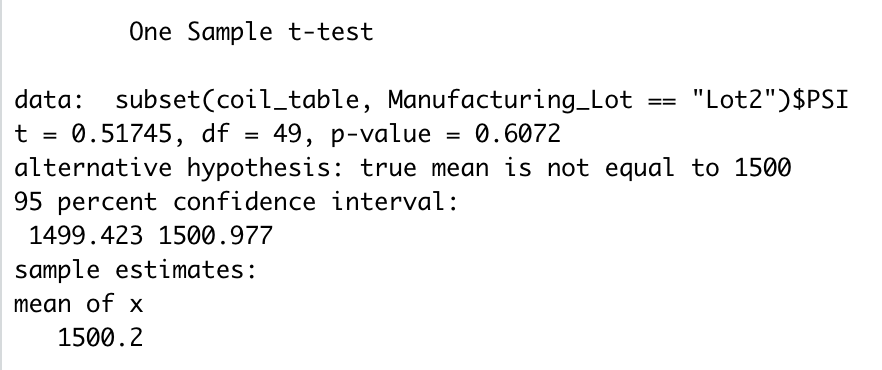 One Sample t-test
data:  subset(coil_table, Manufacturing_Lot == "Lot2")$PSI
t = 0.51745, df = 49, p-value = 0.6072
alternative hypothesis: true mean is not equal to 1500
95 percent confidence interval:
1499.423 1500.977
sample estimates:
mean of x
1500.2